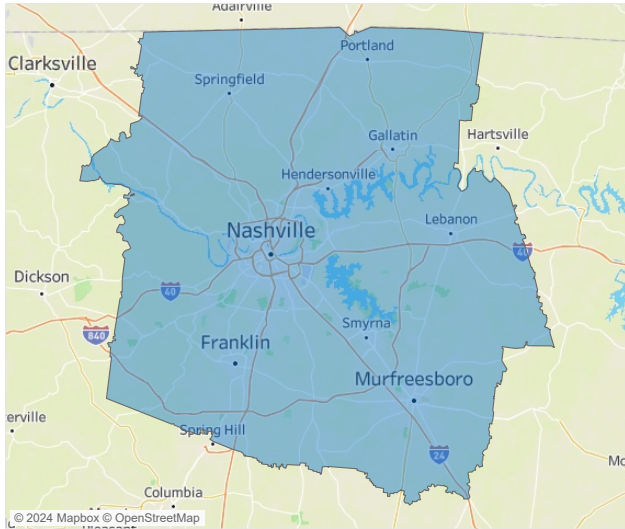 Adairville
Portland
Clarksville
Springfield
Gallatin
Hartsville
Hendersonville
Lebanon
Nashville
40
Dickson
40
Smyrna
840
Franklin
Murfreesboro
Spring Hill
24
Columbia
© 2024 Mapbox © OpenStreetMap